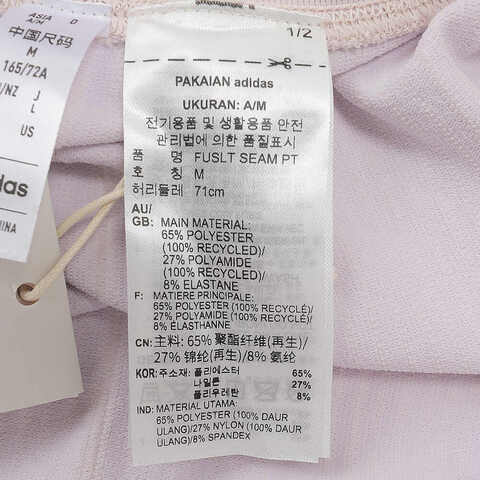 ASIA
A/M
中国尺码
M
165/72A
/NZ J
L
US
das
HINA
1/2
PAKAIAN adidas
UKURAN: A/M
전기용품 및 생활용품 안전
관리법에 의한 품질표시
품 명 FUSLT SEAM PT
호 칭 M
허리둘레 71cm
AU/
GB: MAIN MATERIAL:
65% POLYESTER
(100% RECYCLED)/
27% POLYAMIDE
(100% RECYCLED)/
8% ELASTANE
F: MATIERE PRINCIPALE:
65% POLYESTER (100% RECYCLÉ)/
27% POLYAMIDE (100% RECYCLÉ)/
8% ÉLASTHANNE
CN: 主料: 65% 聚酯纤维(再生)/
27% 锦纶(再生)/8% 氨纶
KOR: 주소재: 폴리에스터 65%
나일론 27%
폴리우레탄 8%
IND: MATERIAL UTAMA:
65% POLYESTER (100% DAUR
ULANG)/27% NYLON (100% DAUR
ULANG)/8% SPANDEX